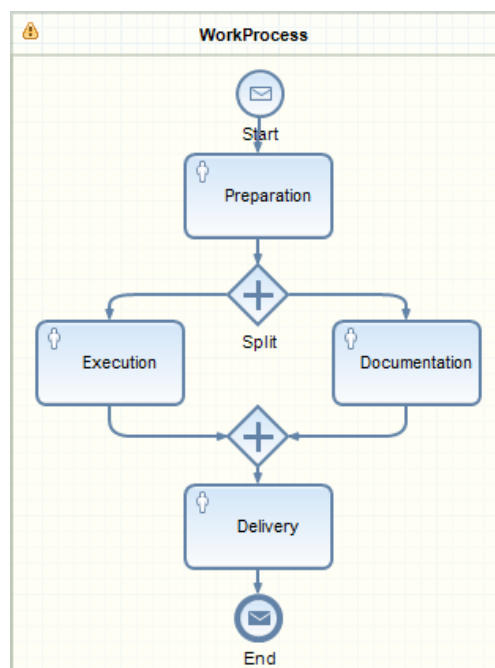 WorkProcess
Start
Preparation
Split
Execution
Documentation
Delivery
End